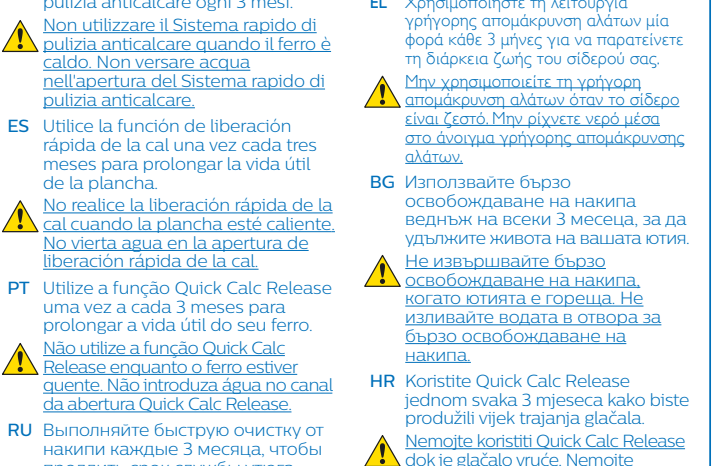 pulizia anticalcare ogni 3 mesi.
Non utilizzare il Sistema rapido di
pulizia anticalcare quando il ferro è
caldo. Non versare acqua
nell'apertura del Sistema rapido di
pulizia anticalcare.
ES Utilice la función de liberación
rápida de la cal una vez cada tres
meses para prolongar la vida útil
de la plancha.
No realice la liberación rápida de la
cal cuando la plancha esté caliente.
No vierta agua en la apertura de
liberación rápida de la cal.
PT Utilize a função Quick Calc Release
uma vez a cada 3 meses para
prolongar a vida útil do seu ferro.
Não utilize a função Quick Calc
Release enquanto o ferro estiver
quente. Não introduza água no canal
da abertura Quick Calc Release.
RU Выполняйте быструю очистку от
накипи каждые 3 месяца, чтобы
продлить срок службы утюга.
EL Χρησιμοποιήστε τη λειτουργία
γρήγορης απομάκρυνση αλάτων μία
φορά κάθε 3 μήνες για να παρατείνετε
τη διάρκεια ζωής του σίδερού σας.
Μην χρησιμοποιείτε τη γρήγορη
απομάκρυνση αλάτων όταν το σίδερο
είναι ζεστό. Μην ρίχνετε νερό μέσα
στο άνοιγμα γρήγορης απομάκρυνσης
αλάτων.
BG Използвайте бързо
освобождаване на накипа
веднъж на всеки 3 месеца, за да
удължите живота на вашата ютия.
Не извършвайте бързо
освобождаване на накипа,
когато ютията е гореща. Не
изливайте водата в отвора за
бързо освобождаване на
накипа.
HR Koristite Quick Calc Release
jednom svaka 3 mjeseca kako biste
produžili vijek trajanja glačala.
Nemojte koristiti Quick Calc Release
dok je glačalo vruće. Nemojte